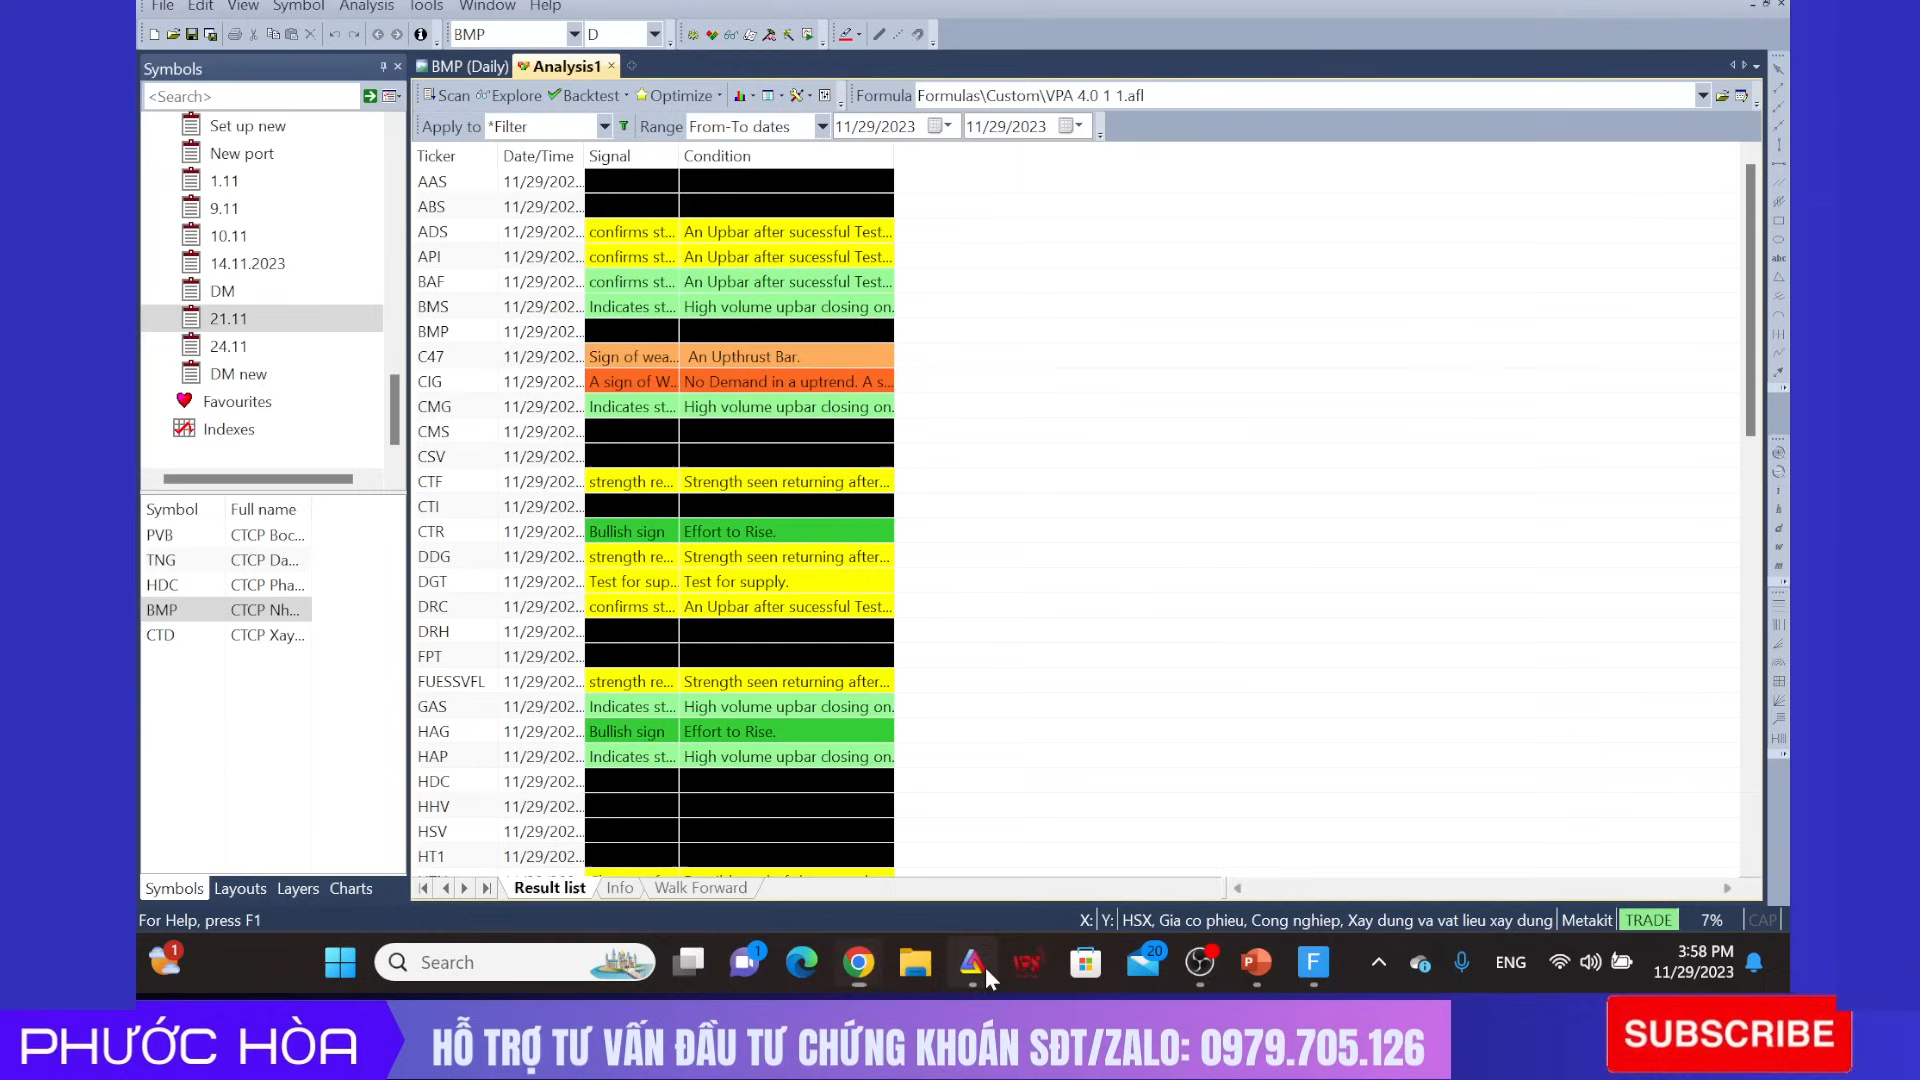 File Edit View Symbol Analysis Tools Window Help
BMP D
Symbols
BMP (Daily) Analysis1
<Search>
Scan Explore Backtest Optimize Formula Formulas\Custom\VPA 4.0 1 1.afl
Apply to *Filter Range From-To dates 11/29/2023 11/29/2023
Set up new
New port
1.11
9.11
10.11
14.11.2023
DM
21.11
24.11
DM new
Favourites
Indexes
Symbol Full name
PVB CTCP Boc...
TNG CTCP Da...
HDC CTCP Pha...
BMP CTCP Nh...
CTD CTCP Xay...
Symbols Layouts Layers Charts
Ticker Date/Time Signal Condition
AAS 11/29/202...
ABS 11/29/202...
ADS 11/29/202... confirms st... An Upbar after sucessful Test...
API 11/29/202... confirms st... An Upbar after sucessful Test...
BAF 11/29/202... confirms st... An Upbar after sucessful Test...
BMS 11/29/202... Indicates st... High volume upbar closing on.
BMP 11/29/202...
C47 11/29/202... Sign of wea... An Upthrust Bar.
CIG 11/29/202... A sign of W... No Demand in a uptrend. A s...
CMG 11/29/202... Indicates st... High volume upbar closing on.
CMS 11/29/202...
CSV 11/29/202...
CTF 11/29/202... strength re... Strength seen returning after...
CTI 11/29/202...
CTR 11/29/202... Bullish sign Effort to Rise.
DDG 11/29/202... strength re... Strength seen returning after...
DGT 11/29/202... Test for sup... Test for supply.
DRC 11/29/202... confirms st... An Upbar after sucessful Test...
DRH 11/29/202...
FPT 11/29/202...
FUESSVFL 11/29/202... strength re... Strength seen returning after...
GAS 11/29/202... Indicates st... High volume upbar closing on.
HAG 11/29/202... Bullish sign Effort to Rise.
HAP 11/29/202... Indicates st... High volume upbar closing on.
HDC 11/29/202...
HHV 11/29/202...
HSV 11/29/202...
HT1 11/29/202...
Result list Info Walk Forward
For Help, press F1
X: Y: HSX, Gia co phieu, Cong nghiep, Xay dung va vat lieu xay dung Metakit TRADE 7% CAP
1 Search 1 20 F ENG 3:58 PM
11/29/2023
PHƯỚC HÒA
HỖ TRỢ TƯ VẤN ĐẦU TƯ CHỨNG KHOÁN SĐT/ZALO: 0979.705.126
SUBSCRIBE